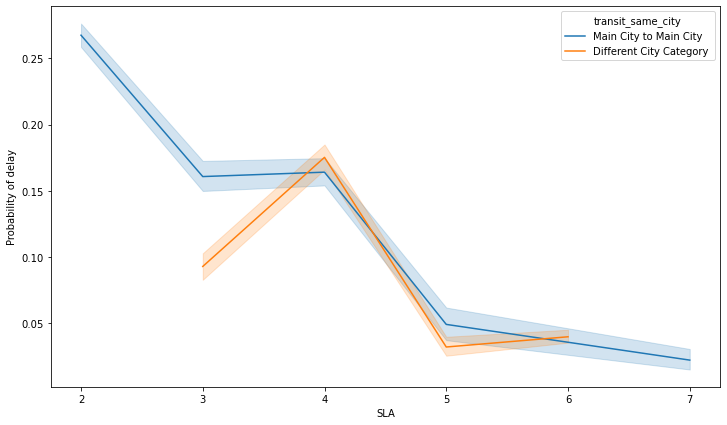 transit_same_city
Main City to Main City
Different City Category
0.25
0.20
0.15
0.10
0.05
Probability of delay
2 3 4 5 6 7
SLA